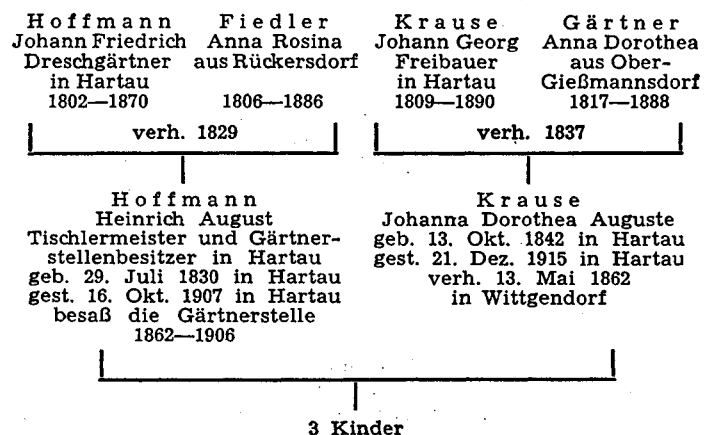 Hoffmann
Johann Friedrich
Dreschgärtner
in Hartau
1802—1870
Fiedler
Anna Rosina
aus Rückersdorf
1806—1886
verh. 1829
Krause
Johann Georg
Freibauer
in Hartau
1809—1890
Gärtner
Anna Dorothea
aus Ober-
Gießmannsdorf
1817—1888
verh. 1837
Hoffmann
Heinrich August
Tischlermeister und Gärtner-
stellenbesitzer in Hartau
geb. 29. Juli 1830 in Hartau
gest. 16. Okt. 1907 in Hartau
besaß die Gärtnerstelle
1862—1906
Krause
Johanna Dorothea Auguste
geb. 13. Okt. 1842 in Hartau
gest. 21. Dez. 1915 in Hartau
verh. 13. Mai 1862
in Wittgendorf
3 Kinder